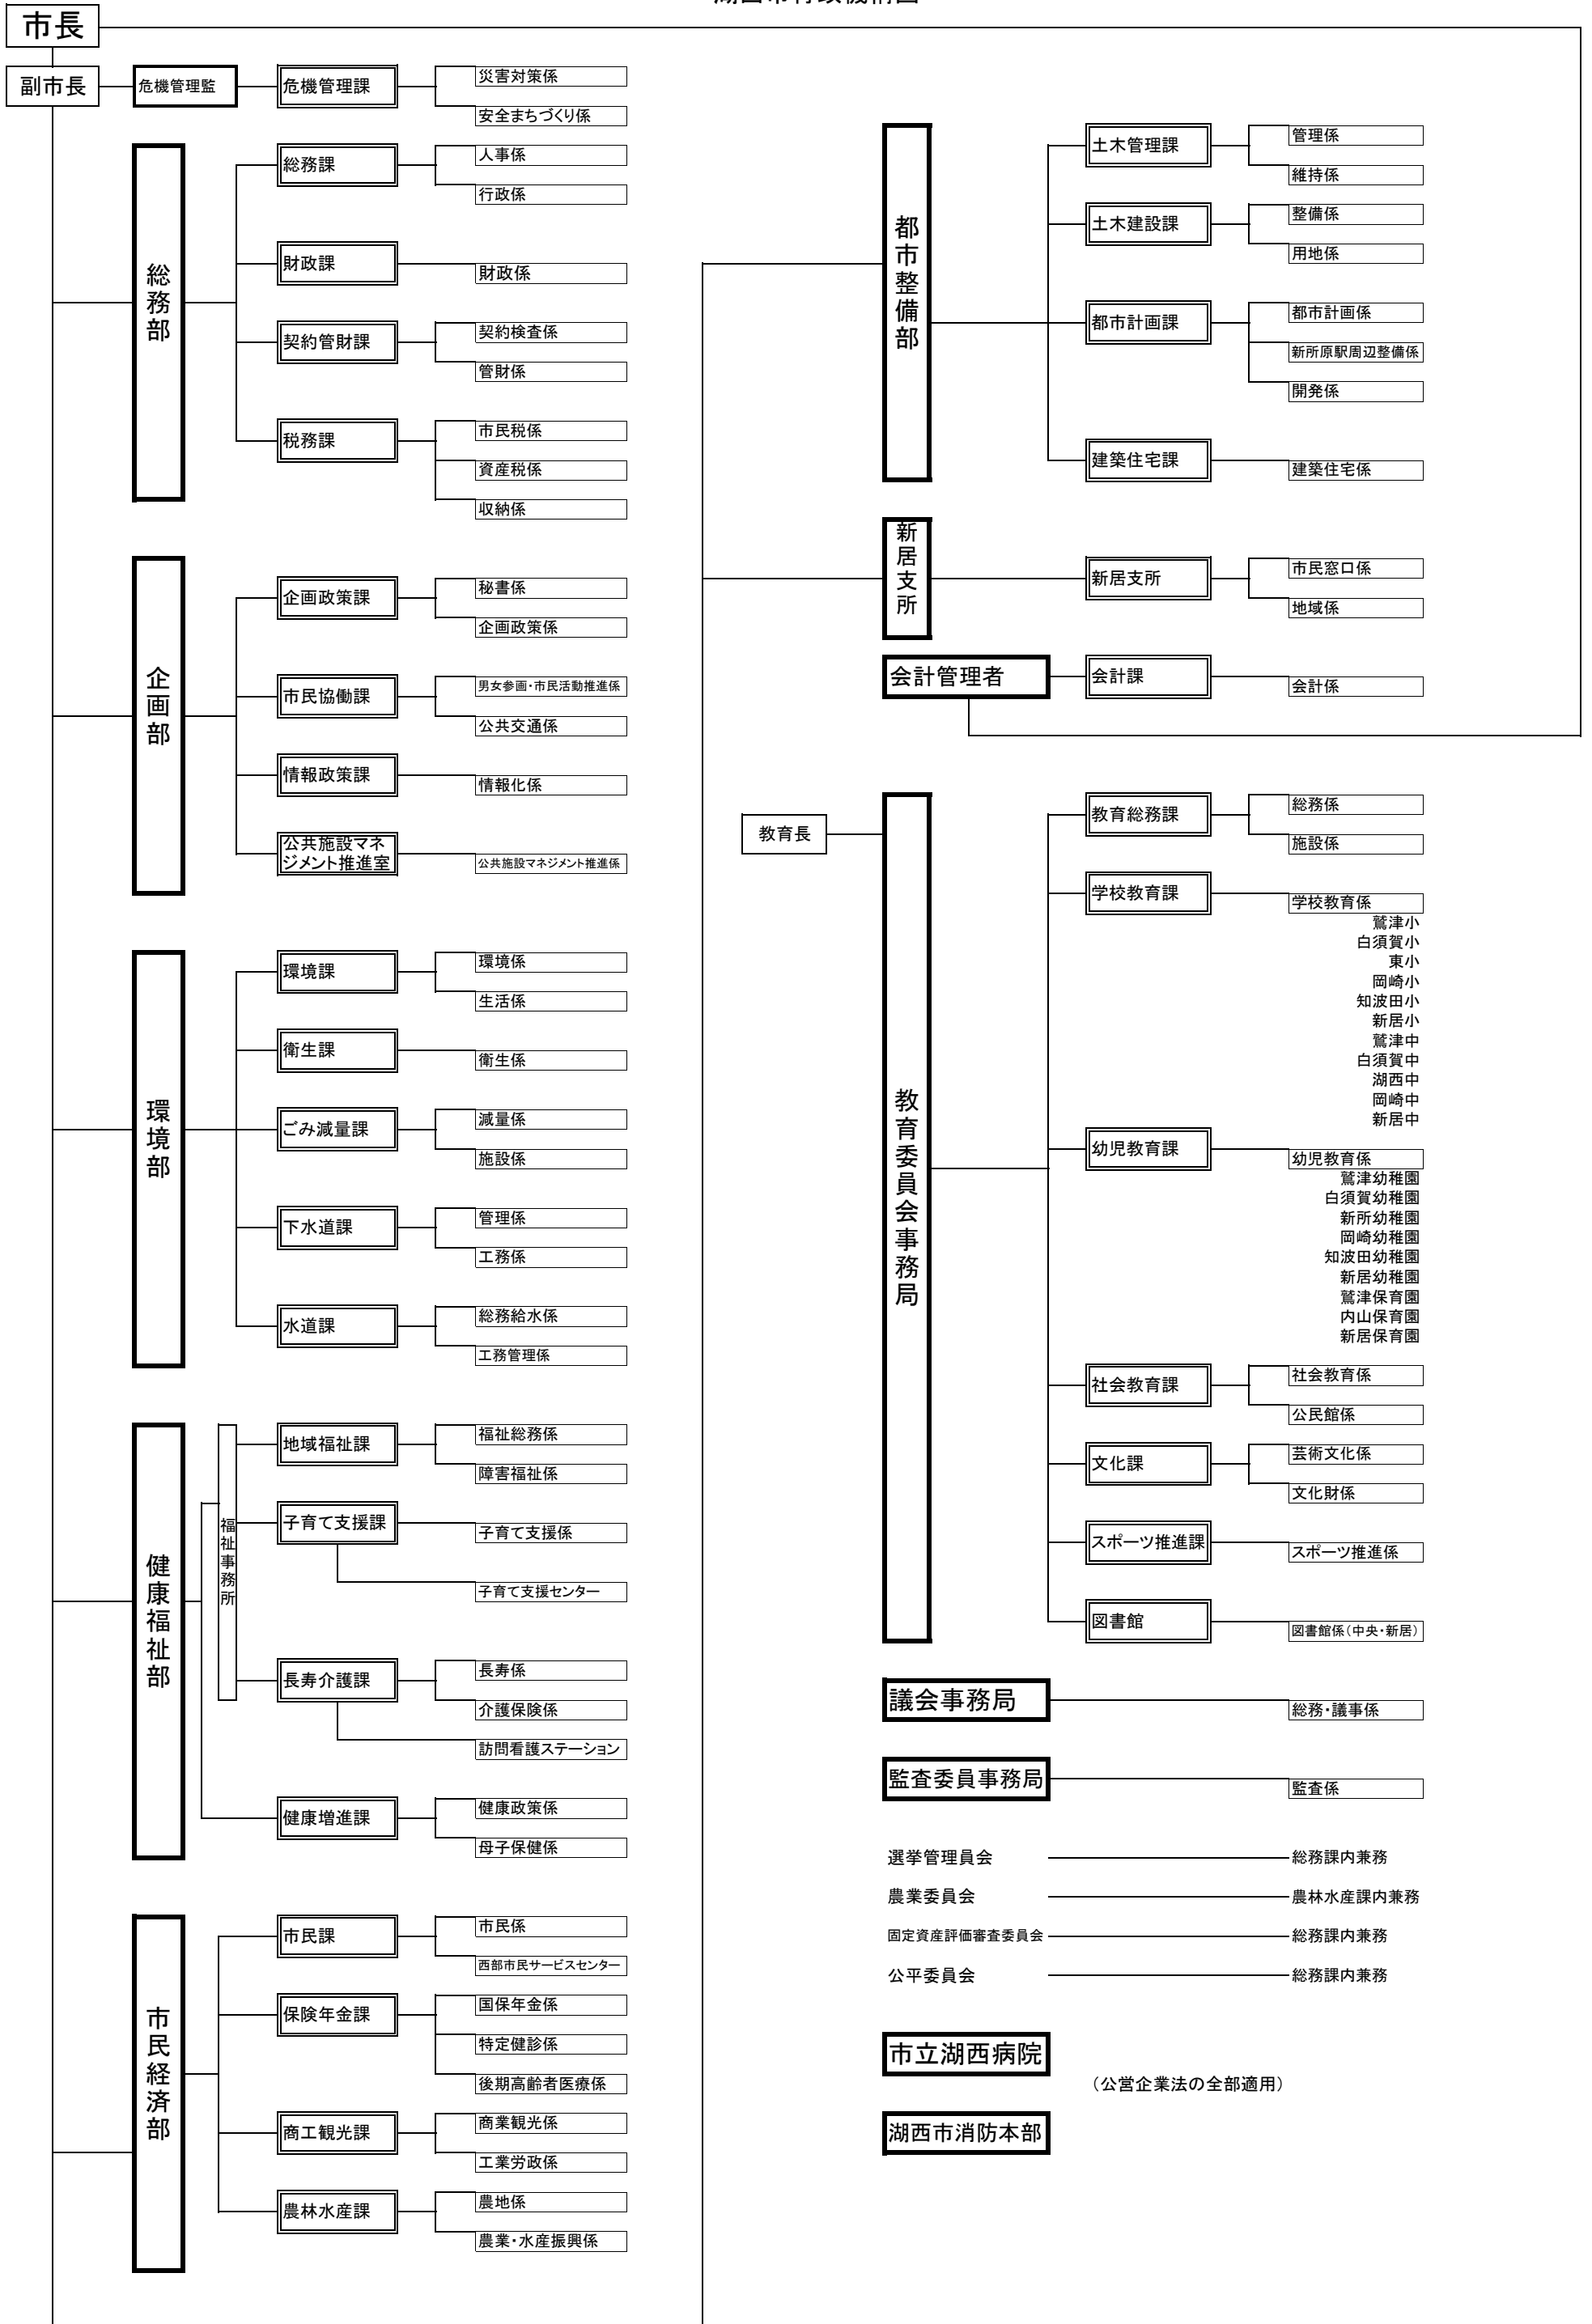 湖西市行政機構図
市長
副市長
危機管理監
危機管理課
災害対策係
安全まちづくり係
総務部
総務課
人事係
行政係
財政課
財政係
契約管財課
契約検査係
管財係
税務課
市民税係
資産税係
収納係
企画部
企画政策課
秘書係
企画政策係
市民協働課
男女参画・市民活動推進係
公共交通係
情報政策課
情報化係
公共施設マネ
ジメント推進室
公共施設マネジメント推進係
環境部
環境課
環境係
生活係
衛生課
衛生係
ごみ減量課
減量係
施設係
下水道課
管理係
工務係
水道課
総務給水係
工務管理係
健康福祉部
福祉事務所
地域福祉課
福祉総務係
障害福祉係
子育て支援課
子育て支援係
子育て支援センター
長寿介護課
長寿係
介護保険係
訪問看護ステーション
健康増進課
健康政策係
母子保健係
市民経済部
市民課
市民係
西部市民サービスセンター
保険年金課
国保年金係
特定健診係
後期高齢者医療係
商工観光課
商業観光係
工業労政係
農林水産課
農地係
農業・水産振興係
都市整備部
土木管理課
管理係
維持係
土木建設課
整備係
用地係
都市計画課
都市計画係
新所原駅周辺整備係
開発係
建築住宅課
建築住宅係
新居支所
新居支所
市民窓口係
地域係
会計管理者
会計課
会計係
教育長
教育委員会事務局
教育総務課
総務係
施設係
学校教育課
学校教育係
鷲津小
白須賀小
東小
岡崎小
知波田小
新居小
鷲津中
白須賀中
湖西中
岡崎中
新居中
幼児教育課
幼児教育係
鷲津幼稚園
白須賀幼稚園
新所幼稚園
岡崎幼稚園
知波田幼稚園
新居幼稚園
鷲津保育園
内山保育園
新居保育園
社会教育課
社会教育係
公民館係
文化課
芸術文化係
文化財係
スポーツ推進課
スポーツ推進係
図書館
図書館係（中央・新居）
議会事務局
総務・議事係
監査委員事務局
監査係
選挙管理員会
総務課内兼務
農業委員会
農林水産課内兼務
固定資産評価審査委員会
総務課内兼務
公平委員会
総務課内兼務
市立湖西病院
（公営企業法の全部適用）
湖西市消防本部